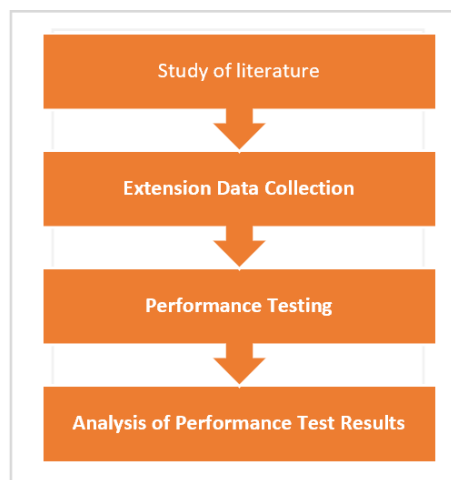 Study of literature
Extension Data Collection
Performance Testing
Analysis of Performance Test Results